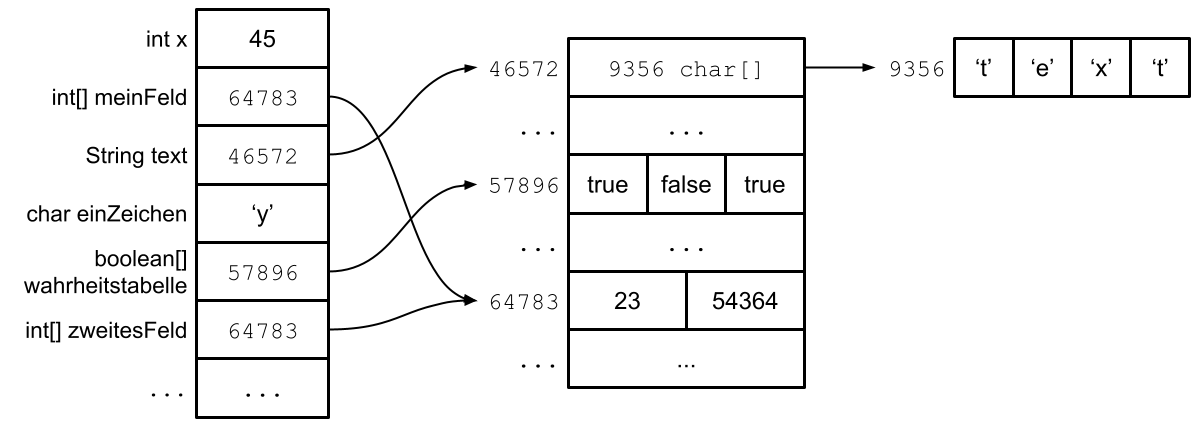 int x 45
int[] meinFeld 64783
String text 46572
char einZeichen ‘y’
boolean[]
wahrheitstabelle 57896
int[] zweitesFeld 64783
... ...
46572 9356 char[]
... ...
57896 true false true
... ...
64783 23 54364
... ...
9356 ‘t’ ‘e’ ‘x’ ‘t’